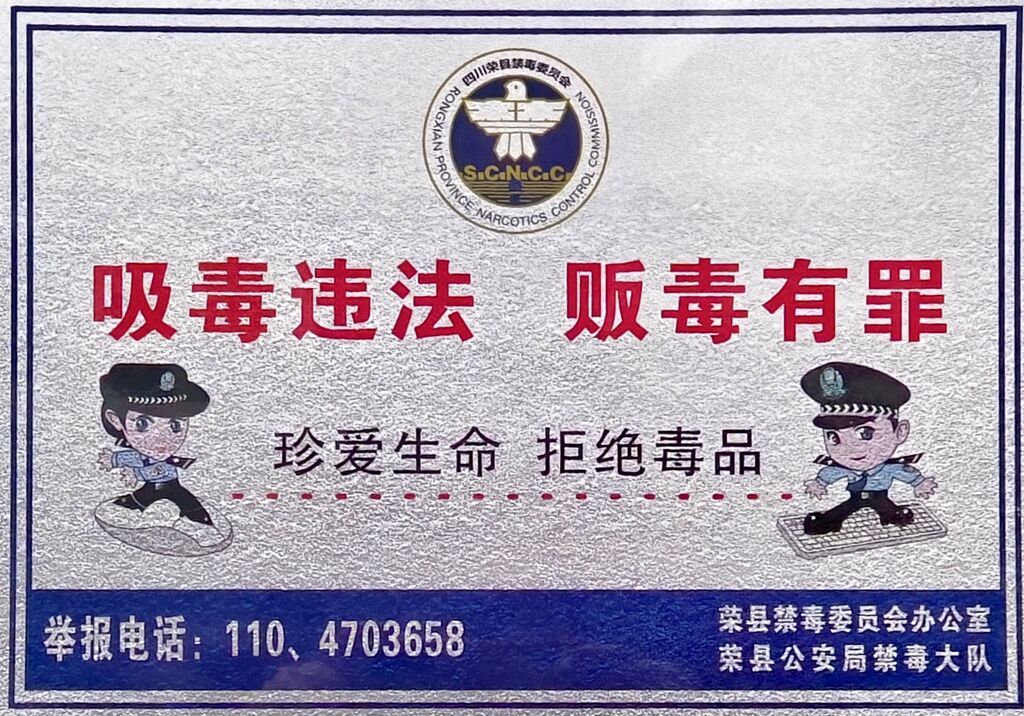 四川荣县禁毒委员会
RONGXIAN PROVINCE NARCOTICS CONTROL COMMISSION
S.C.N.C.C
吸毒违法 贩毒有罪
珍爱生命 拒绝毒品
举报电话：110、4703658
荣县禁毒委员会办公室
荣县公安局禁毒大队